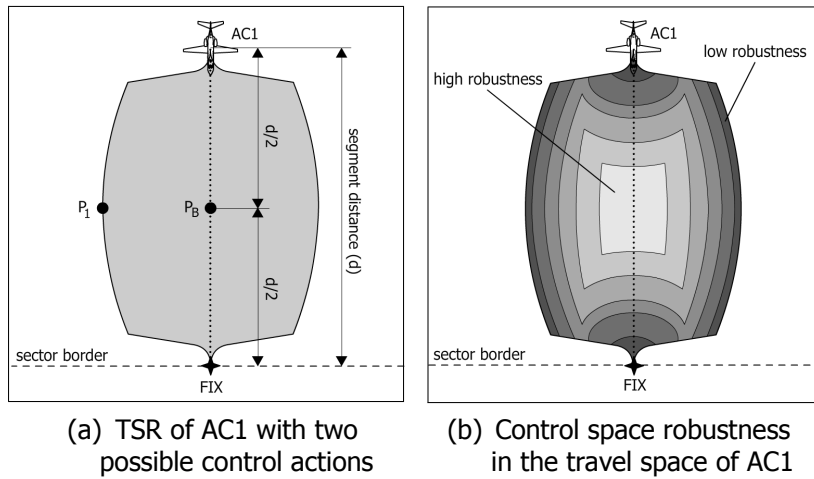 AC1
d/2
segment distance (d)
P1
PB
d/2
sector border
FIX
(a) TSR of AC1 with two
possible control actions
AC1
low robustness
high robustness
sector border
FIX
(b) Control space robustness
in the travel space of AC1